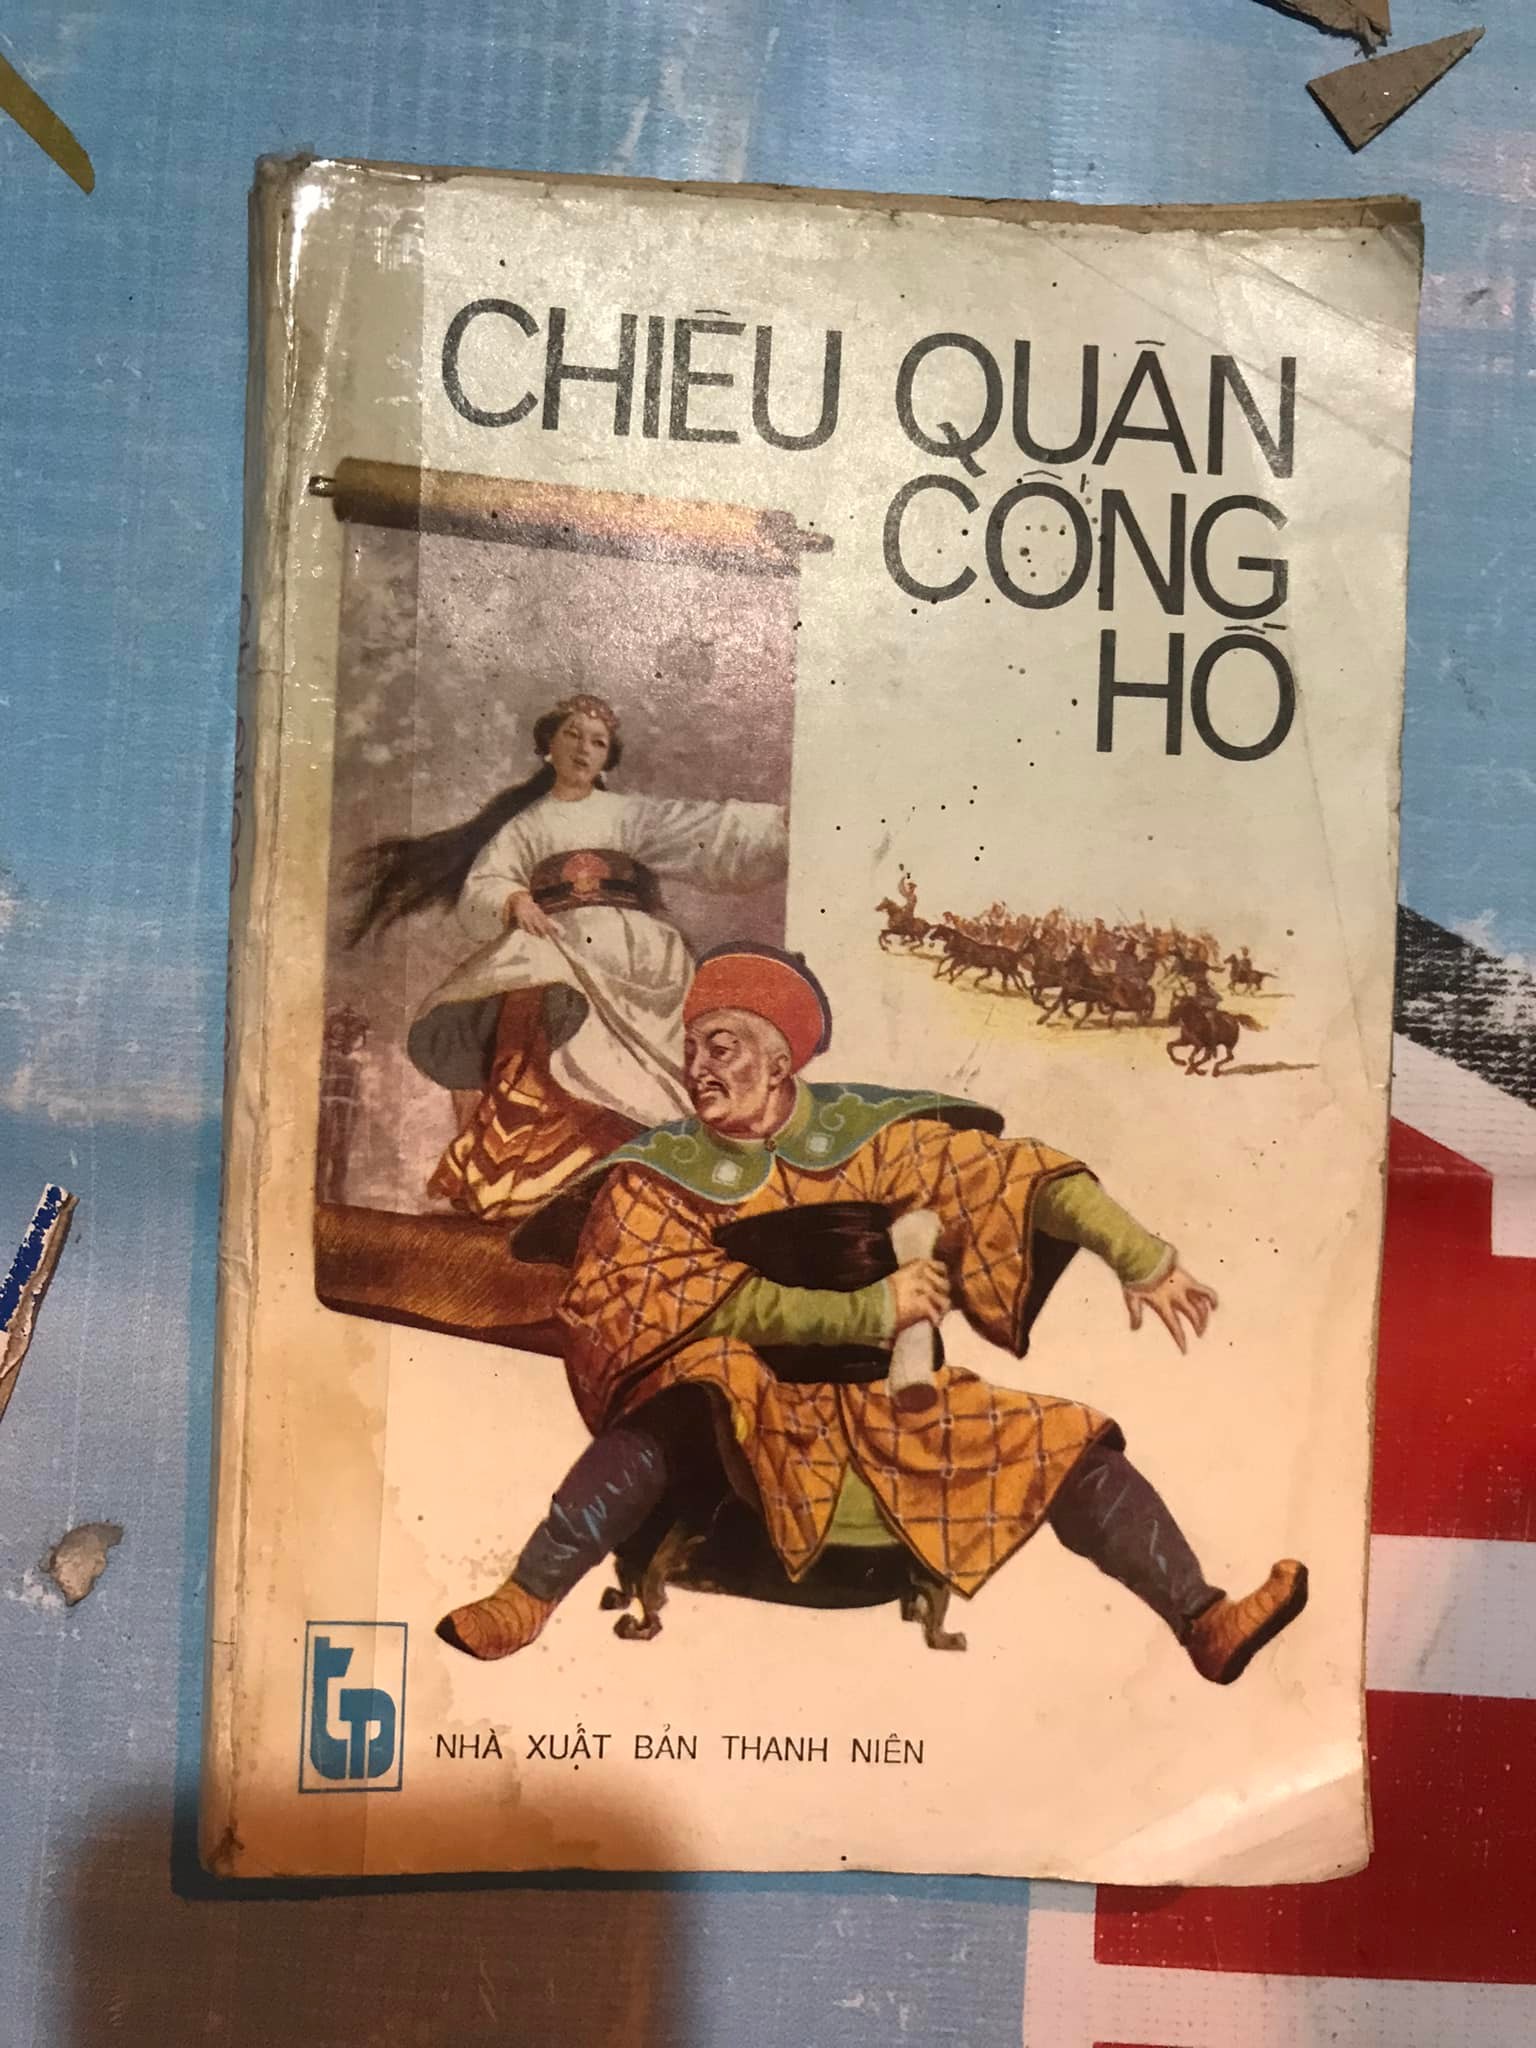 CHIÊU QUÂN
CỐNG
HỒ
NHÀ XUẤT BẢN THANH NIÊN